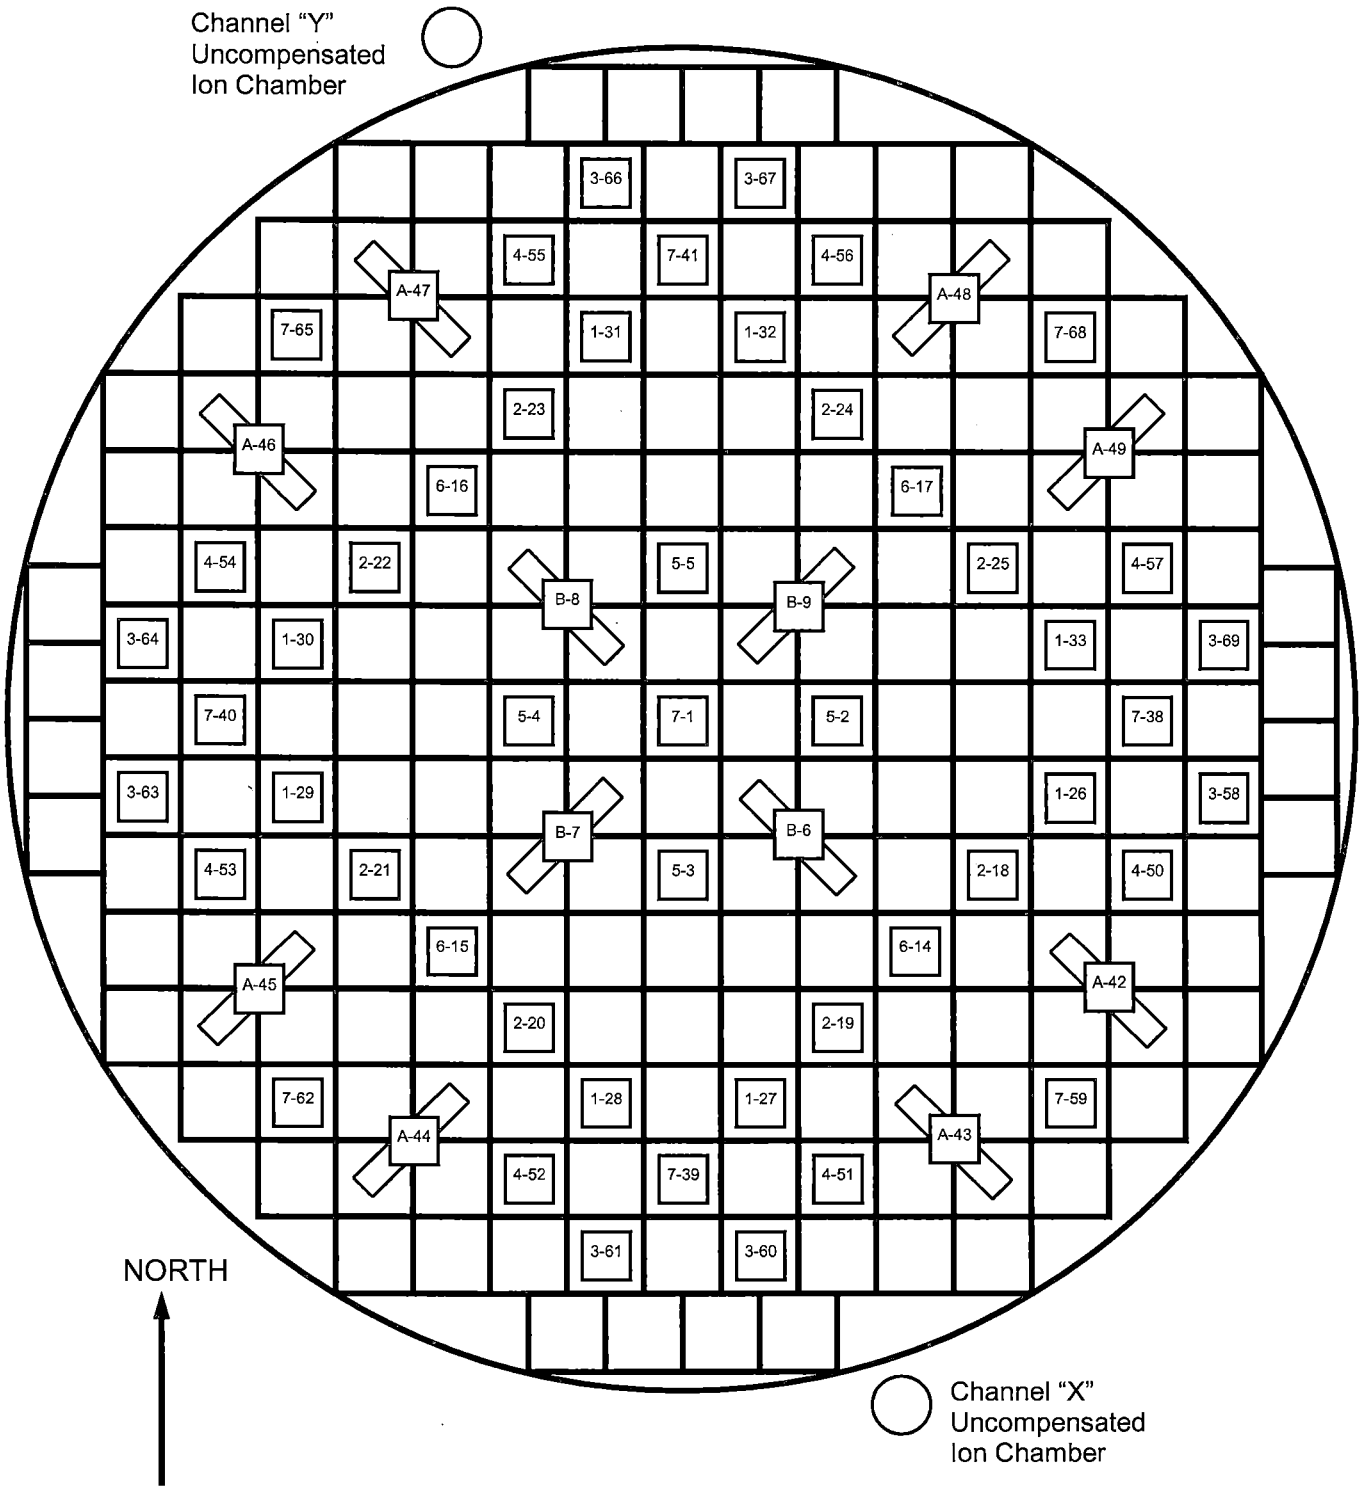 Channel “Y”
Uncompensated
Ion Chamber
3-66 3-67
4-55 7-41 4-56
A-47 A-48
7-65 1-31 1-32 7-68
2-23 2-24
A-46 A-49
6-16 6-17
4-54 2-22 5-5 2-25 4-57
B-8 B-9
3-64 1-30 1-33 3-69
7-40 5-4 7-1 5-2 7-38
3-63 1-29 1-26 3-58
B-7 B-6
4-53 2-21 5-3 2-18 4-50
6-15 6-14
A-45 A-42
2-20 2-19
7-62 1-28 1-27 7-59
A-44 A-43
4-52 7-39 4-51
3-61 3-60
NORTH
Channel “X”
Uncompensated
Ion Chamber